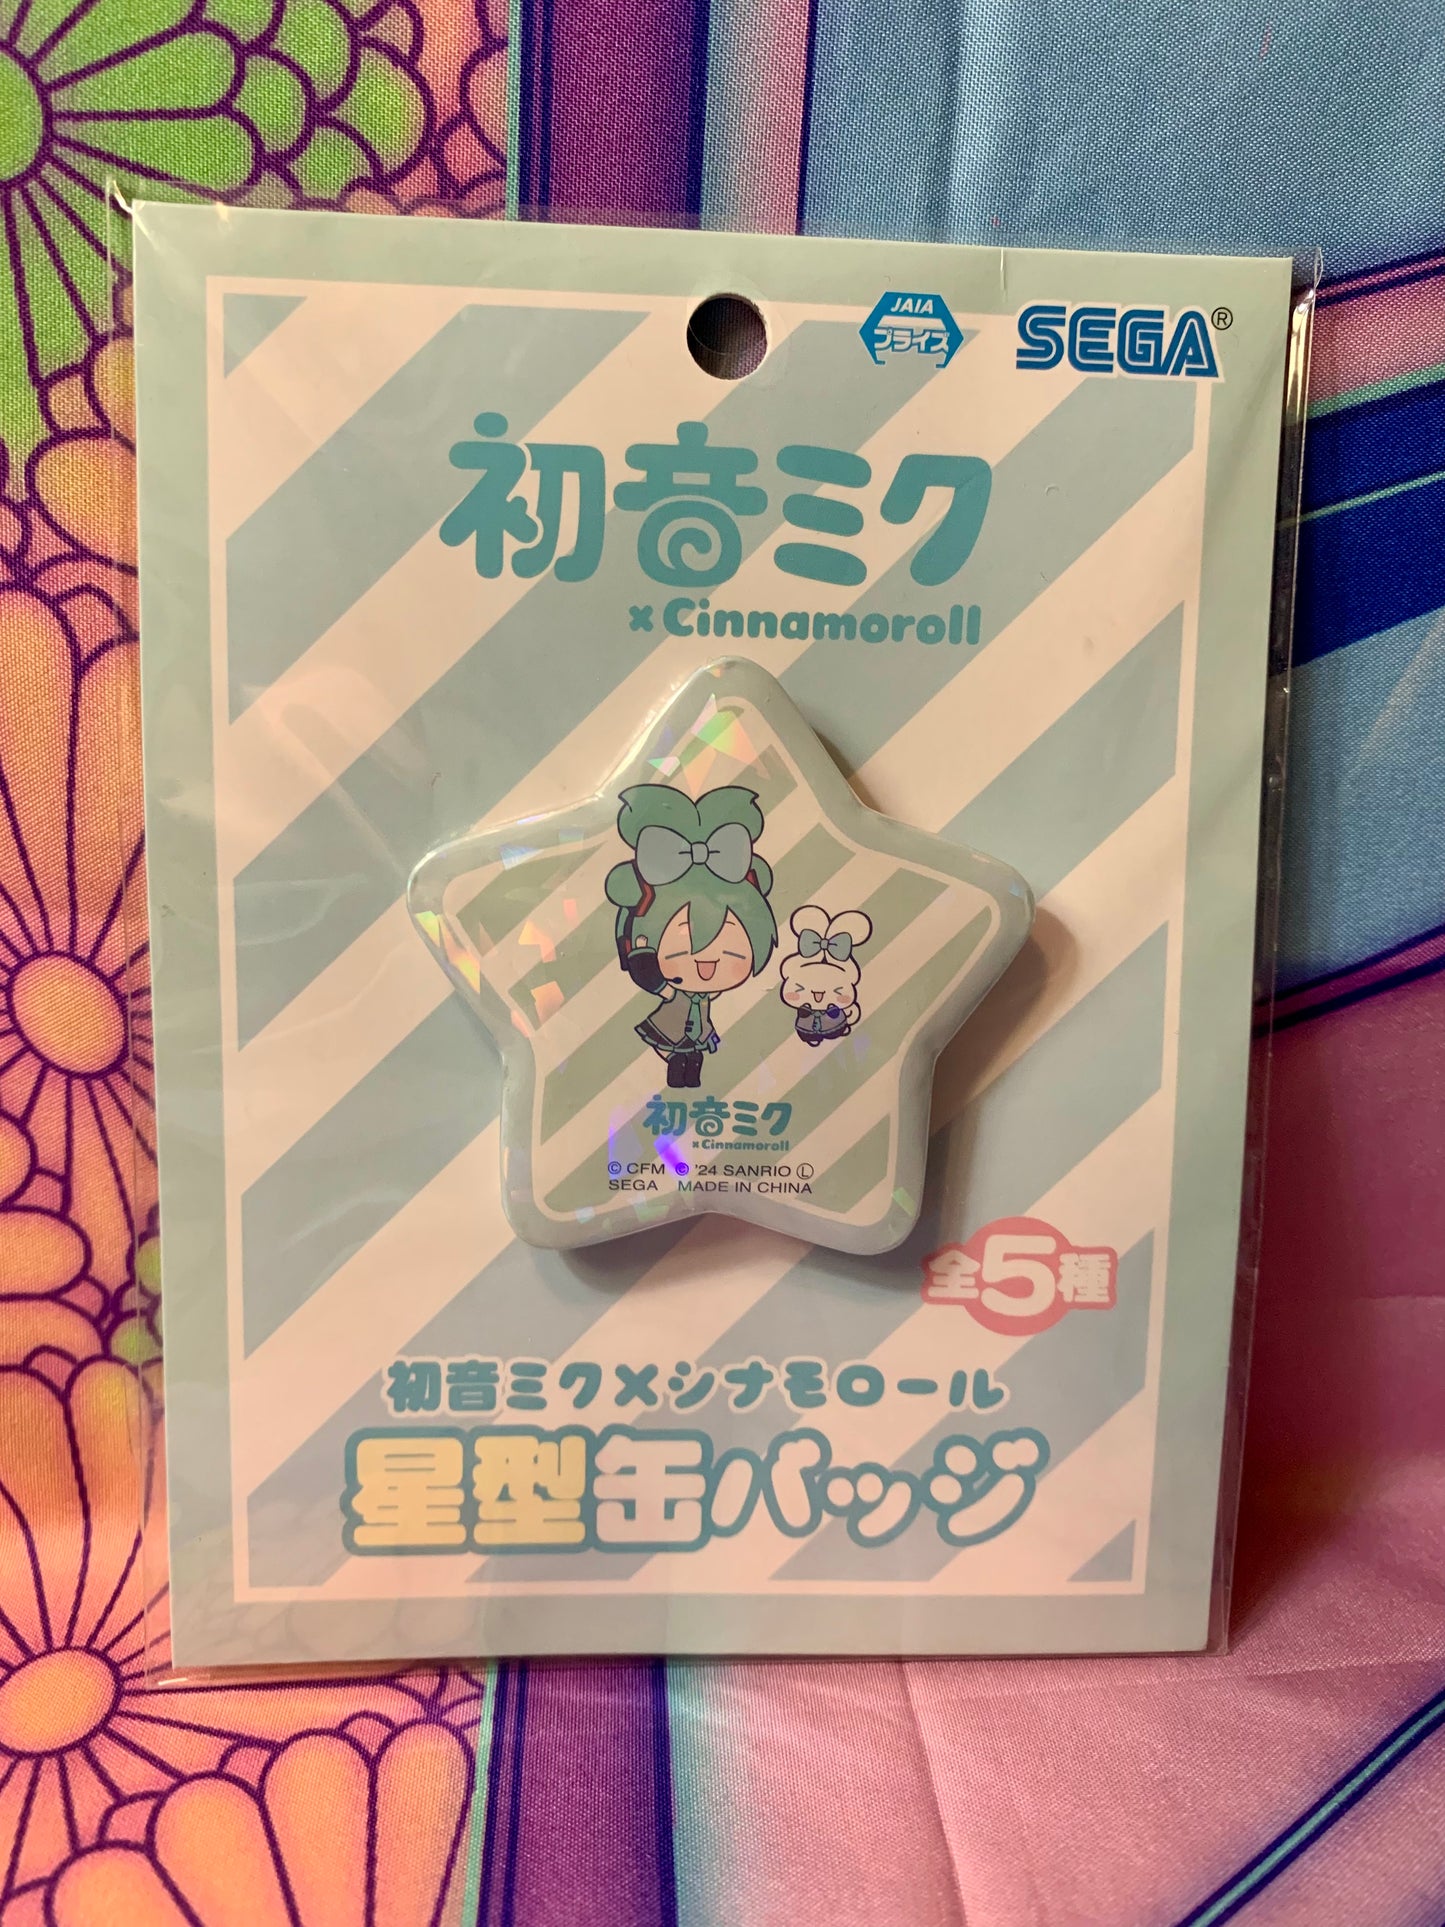 JAIA
プライズ
SEGA®
初音ミク
×Cinnamoroll
初音ミク
×Cinnamoroll
© CFM © '24 SANRIO Ⓛ
SEGA MADE IN CHINA
全5種
初音ミク×シナモロール
星型缶バッジ